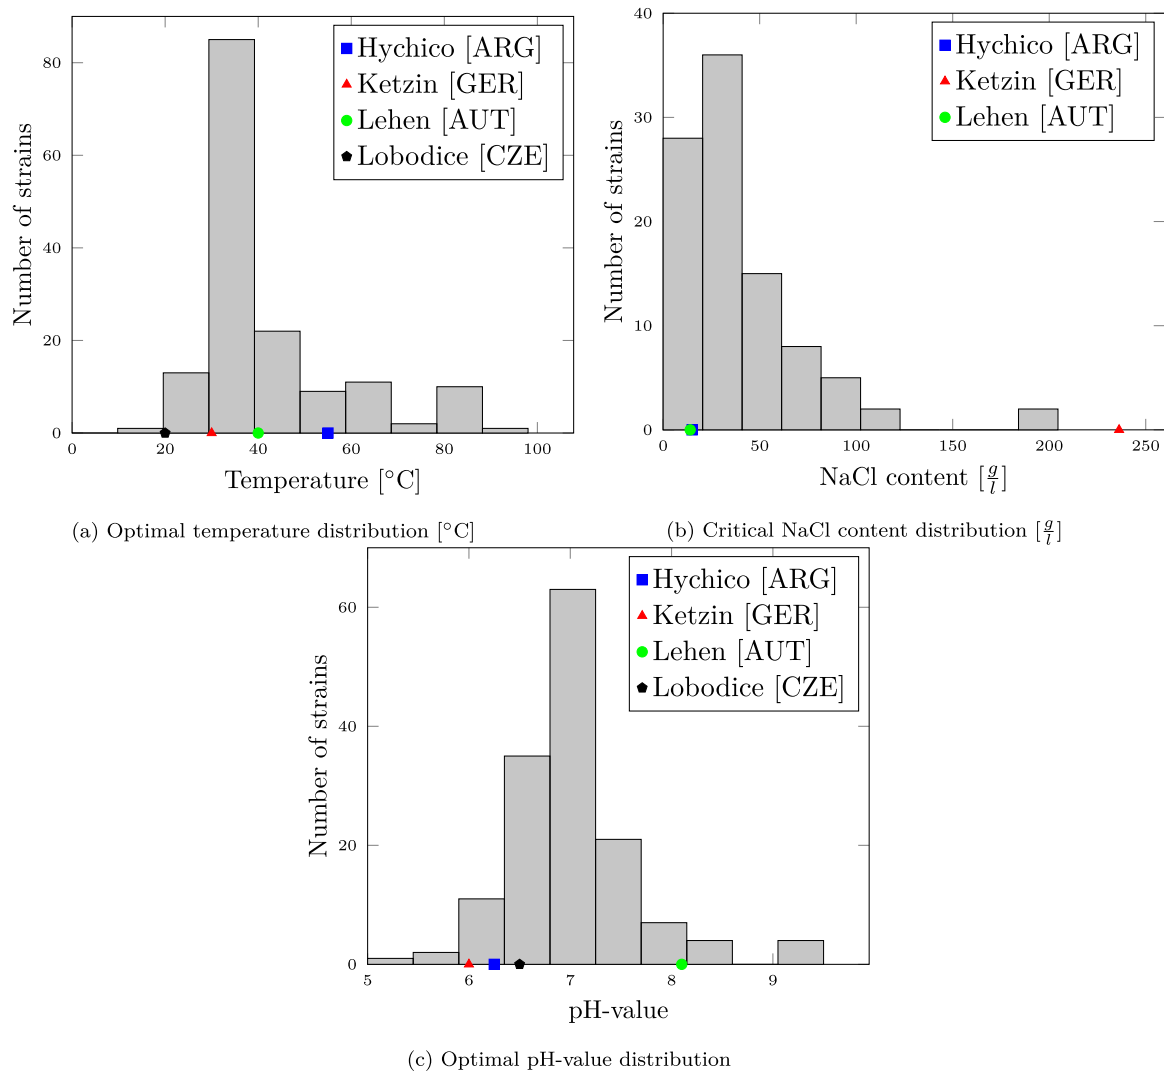 Number of strains
80
60
40
20
0
0 20 40 60 80 100
Temperature [°C]
Hychico [ARG]
Ketzin [GER]
Lehen [AUT]
Lobodice [CZE]
(a) Optimal temperature distribution [°C]
Number of strains
40
30
20
10
0
0 50 100 150 200 250
NaCl content [g/l]
Hychico [ARG]
Ketzin [GER]
Lehen [AUT]
(b) Critical NaCl content distribution [g/l]
Number of strains
60
40
20
0
5 6 7 8 9
pH-value
Hychico [ARG]
Ketzin [GER]
Lehen [AUT]
Lobodice [CZE]
(c) Optimal pH-value distribution